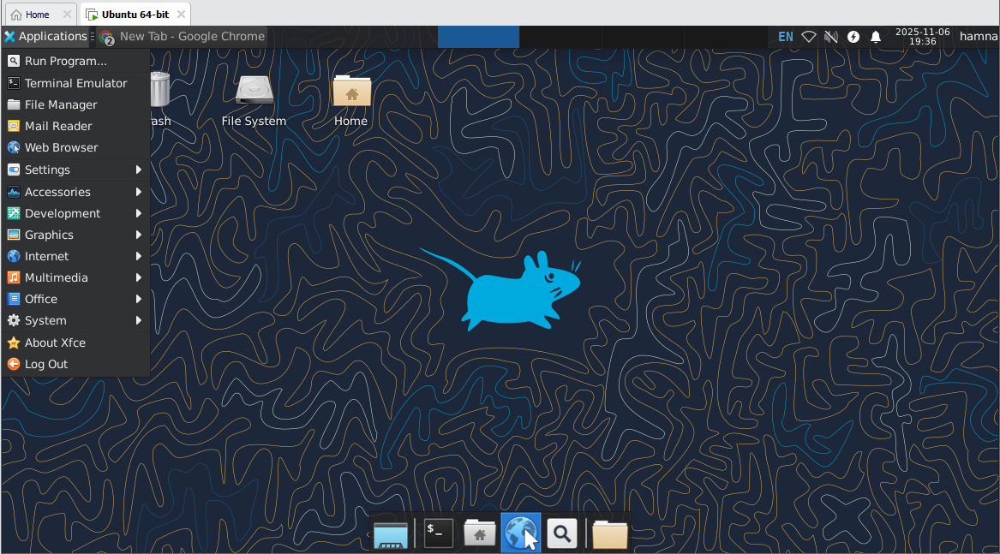 Home
Ubuntu 64-bit
Applications
2
New Tab - Google Chrome
EN
2025-11-06
19:36
hamna
Run Program...
Terminal Emulator
File Manager
Mail Reader
Web Browser
Settings
Accessories
Development
Graphics
Internet
Multimedia
Office
System
About Xfce
Log Out
ash
File System
Home
$_